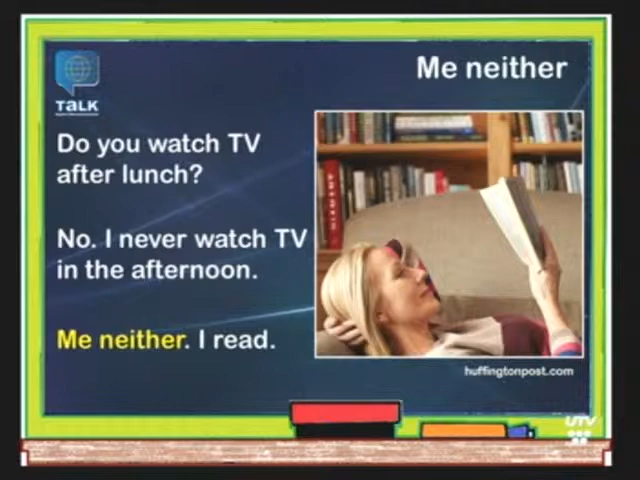 Me neither
TALK
Do you watch TV
after lunch?
No. I never watch TV
in the afternoon.
Me neither. I read.
huffingtonpost.com
UTV